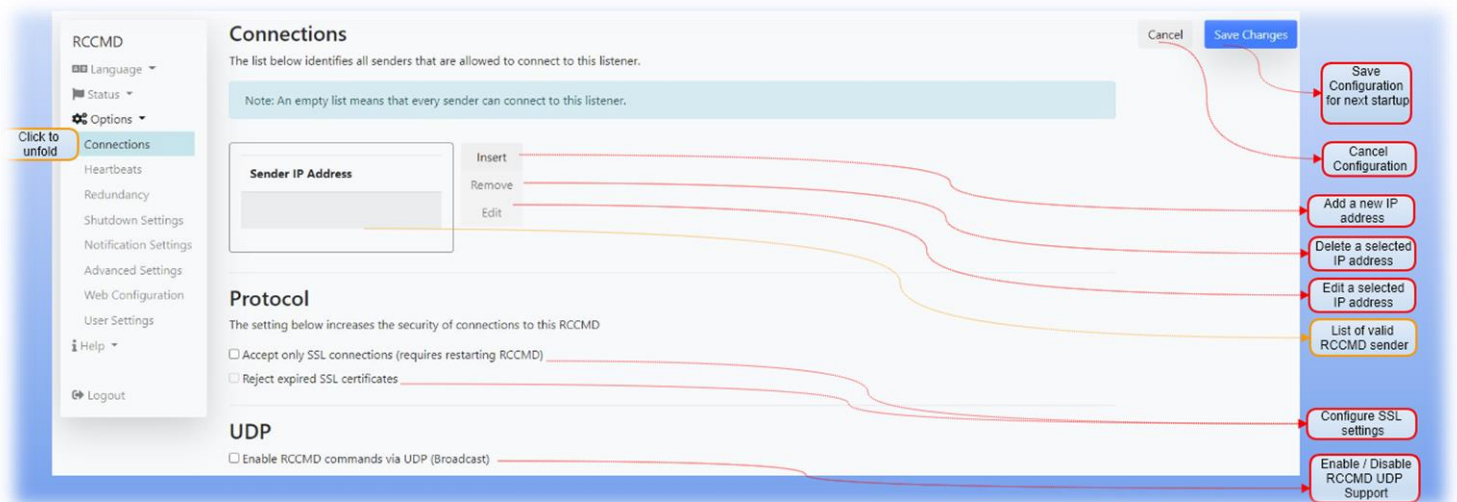 RCCMD
Language
Status
Options
Click to
unfold
Connections
Heartbeats
Redundancy
Shutdown Settings
Notification Settings
Advanced Settings
Web Configuration
User Settings
Help
Logout
Connections
Cancel
Save Changes
The list below identifies all senders that are allowed to connect to this listener.
Note: An empty list means that every sender can connect to this listener.
Sender IP Address
Insert
Remove
Edit
Protocol
The setting below increases the security of connections to this RCCMD
Accept only SSL connections (requires restarting RCCMD)
Reject expired SSL certificates
UDP
Enable RCCMD commands via UDP (Broadcast)
Save
Configuration
for next startup
Cancel
Configuration
Add a new IP
address
Delete a selected
IP address
Edit a selected
IP address
List of valid
RCCMD sender
Configure SSL
settings
Enable / Disable
RCCMD UDP
Support